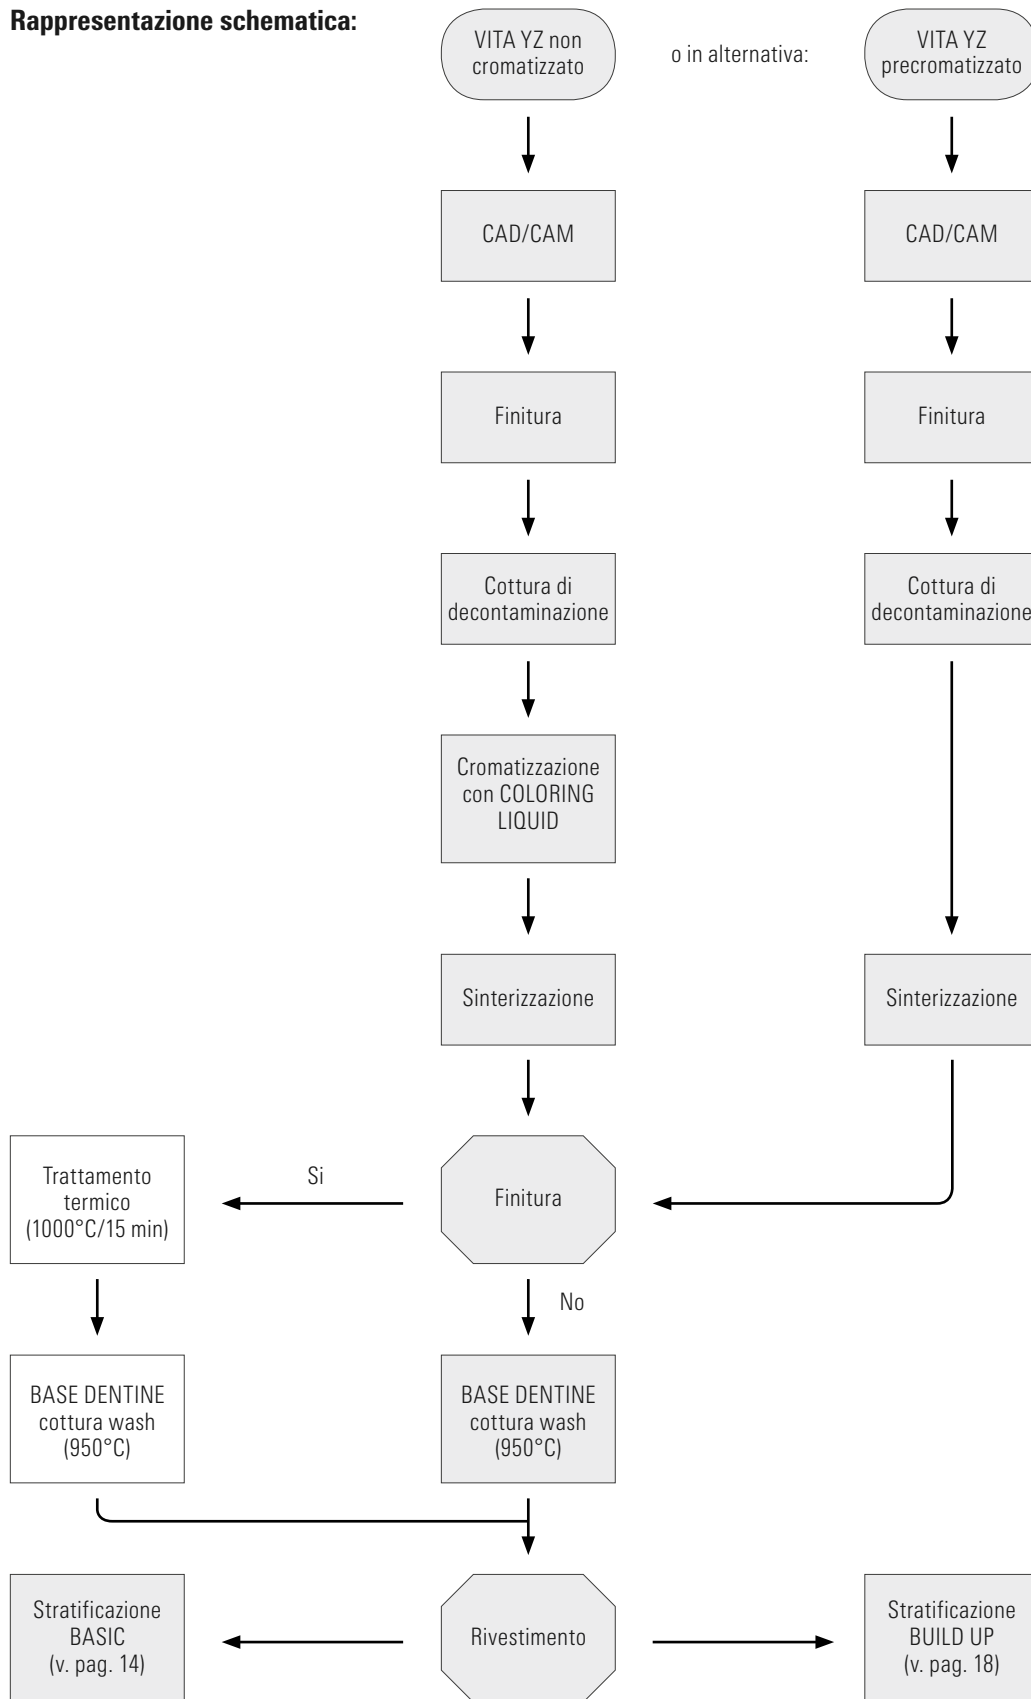 Rappresentazione schematica:
VITA YZ non
cromatizzato
o in alternativa:
VITA YZ
precromatizzato
CAD/CAM
CAD/CAM
Finitura
Finitura
Cottura di
decontaminazione
Cottura di
decontaminazione
Cromatizzazione
con COLORING
LIQUID
Sinterizzazione
Sinterizzazione
Trattamento
termico
(1000°C/15 min)
Si
Finitura
No
BASE DENTINE
cottura wash
(950°C)
BASE DENTINE
cottura wash
(950°C)
Stratificazione
BASIC
(v. pag. 14)
Rivestimento
Stratificazione
BUILD UP
(v. pag. 18)